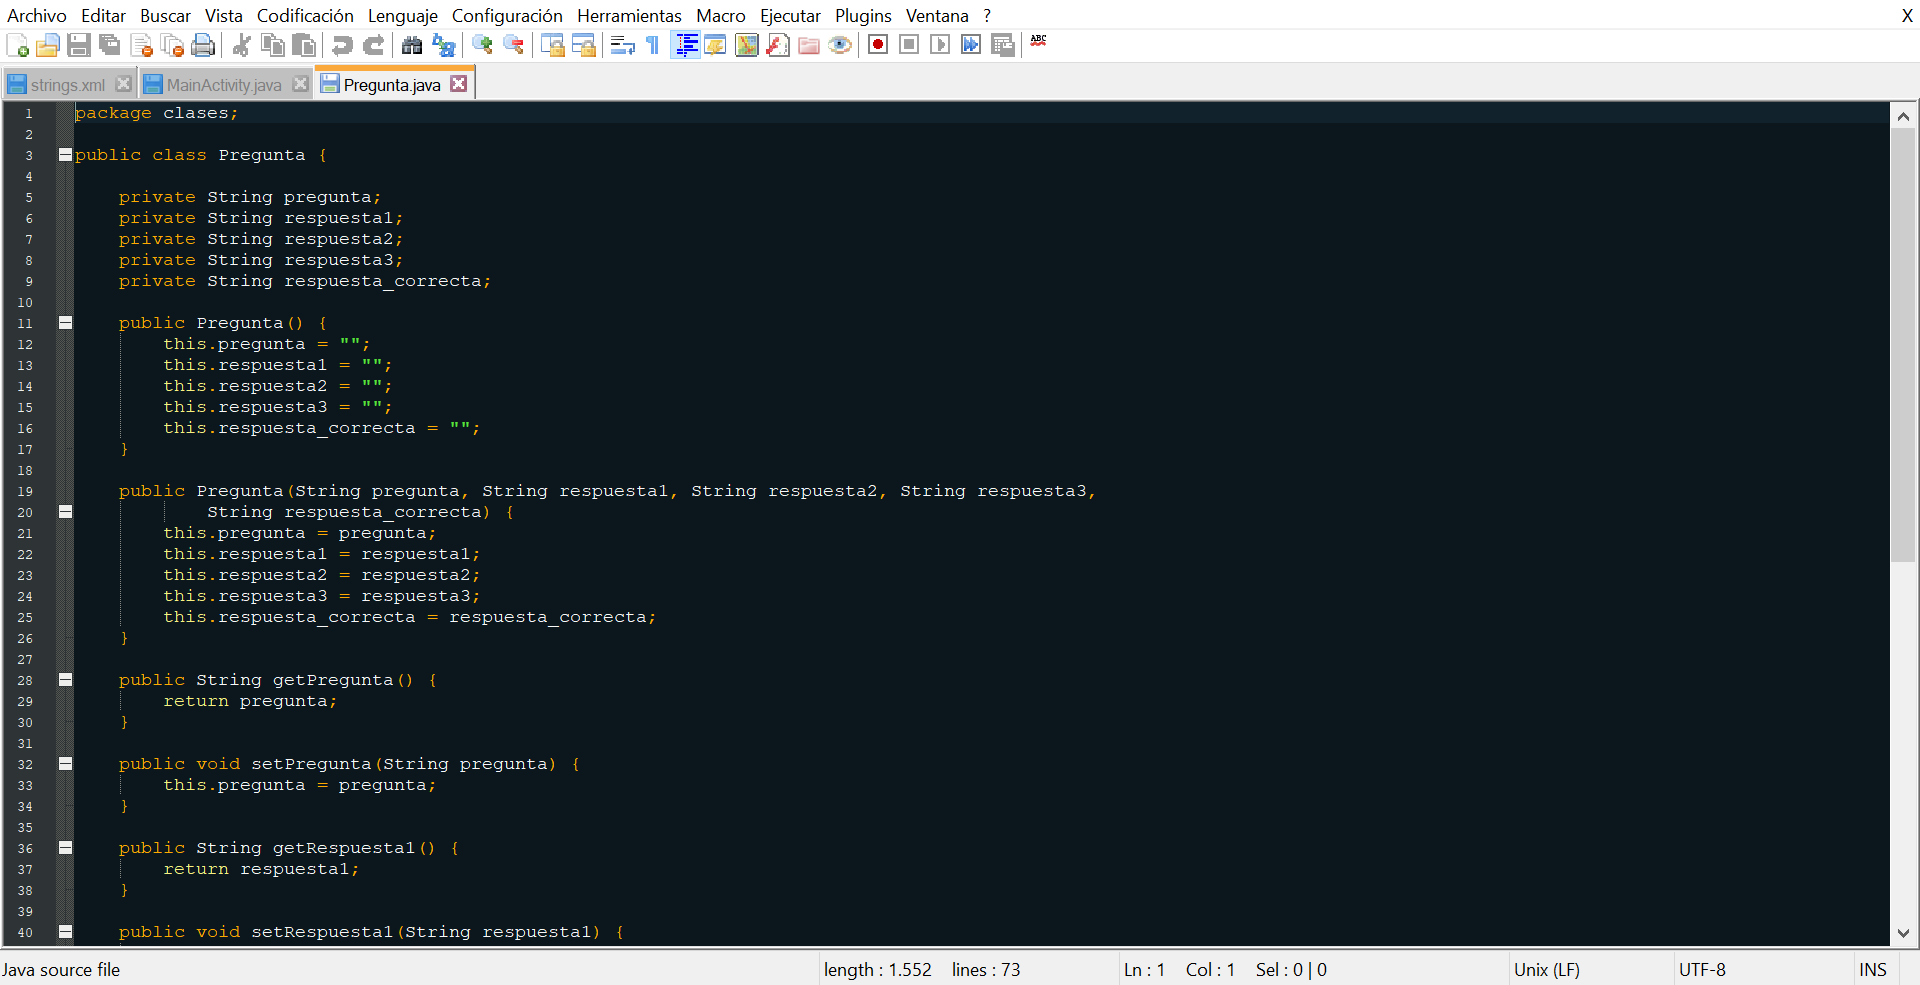 Archivo Editar Buscar Vista Codificación Lenguaje Configuración Herramientas Macro Ejecutar Plugins Ventana ? X
ABC
strings.xml MainActivity.java Pregunta.java
1 package clases;
2
3 public class Pregunta {
4
5 private String pregunta;
6 private String respuesta1;
7 private String respuesta2;
8 private String respuesta3;
9 private String respuesta_correcta;
10
11 public Pregunta() {
12 this.pregunta = "";
13 this.respuesta1 = "";
14 this.respuesta2 = "";
15 this.respuesta3 = "";
16 this.respuesta_correcta = "";
17 }
18
19 public Pregunta(String pregunta, String respuesta1, String respuesta2, String respuesta3,
20 String respuesta_correcta) {
21 this.pregunta = pregunta;
22 this.respuesta1 = respuesta1;
23 this.respuesta2 = respuesta2;
24 this.respuesta3 = respuesta3;
25 this.respuesta_correcta = respuesta_correcta;
26 }
27
28 public String getPregunta() {
29 return pregunta;
30 }
31
32 public void setPregunta(String pregunta) {
33 this.pregunta = pregunta;
34 }
35
36 public String getRespuesta1() {
37 return respuesta1;
38 }
39
40 public void setRespuesta1(String respuesta1) {
Java source file length : 1.552 lines : 73 Ln : 1 Col : 1 Sel : 0 | 0 Unix (LF) UTF-8 INS